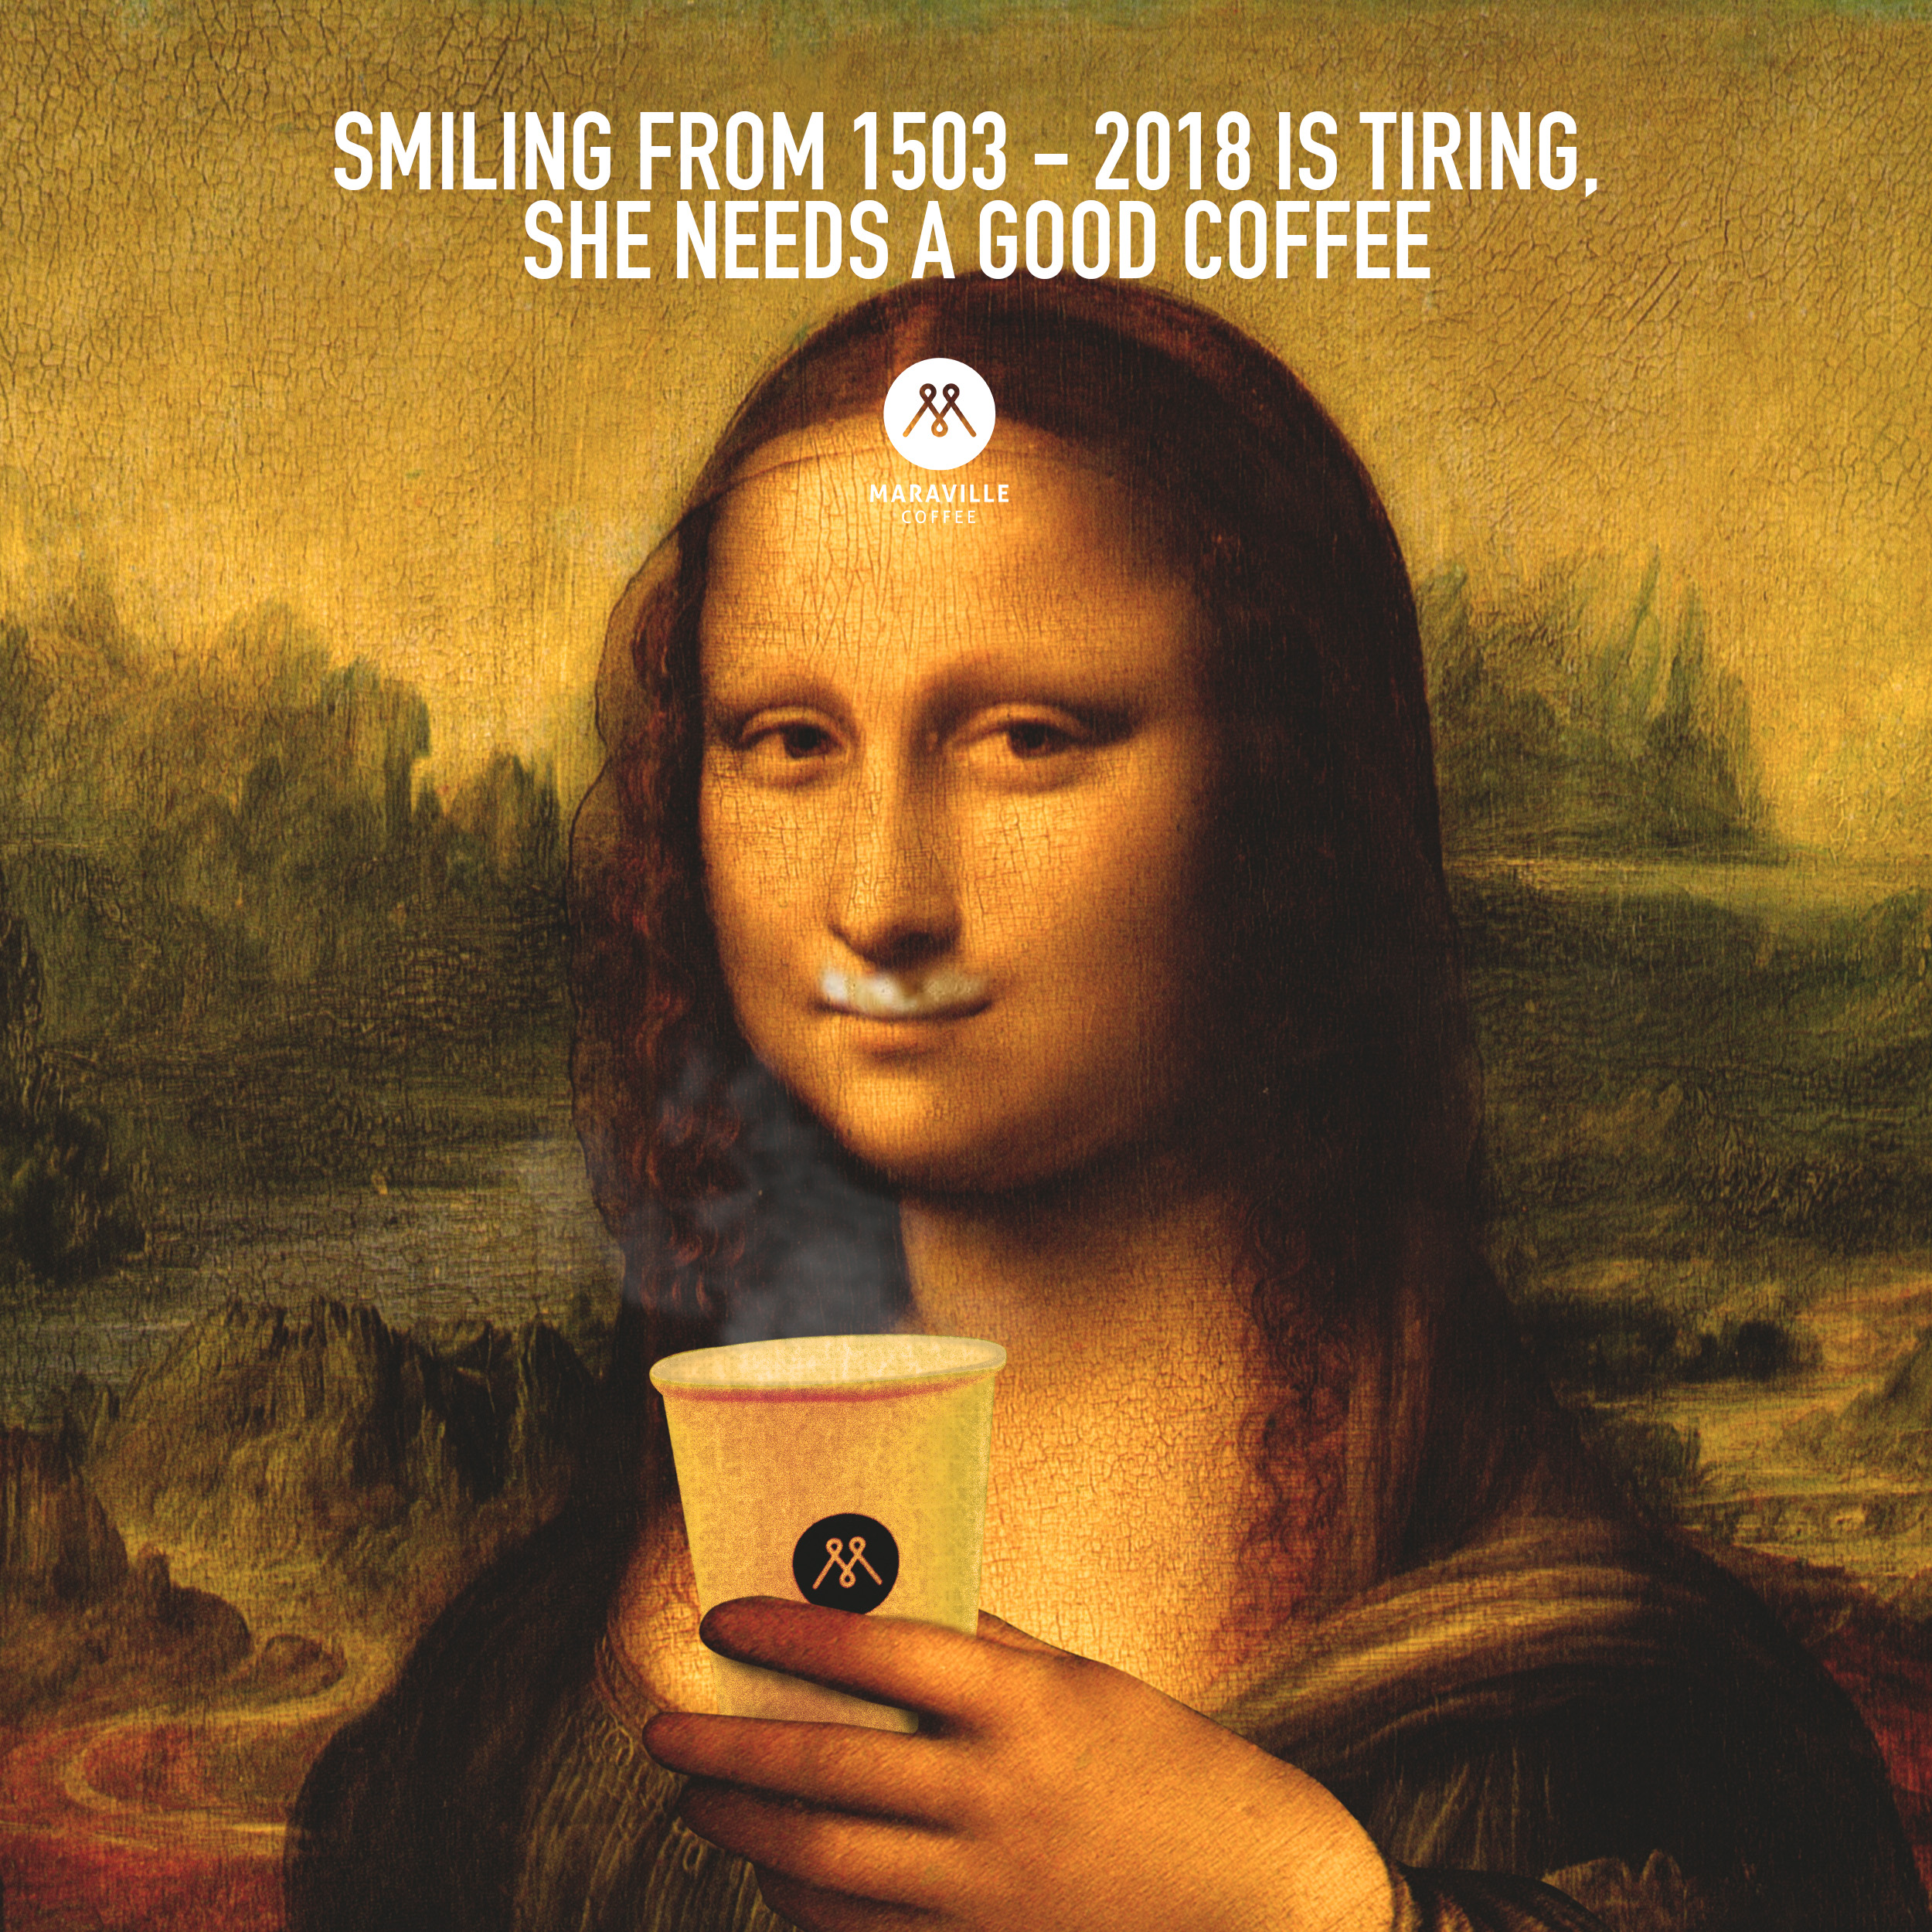 SMILING FROM 1503 – 2018 IS TIRING,
SHE NEEDS A GOOD COFFEE
MARAVILLE
COFFEE